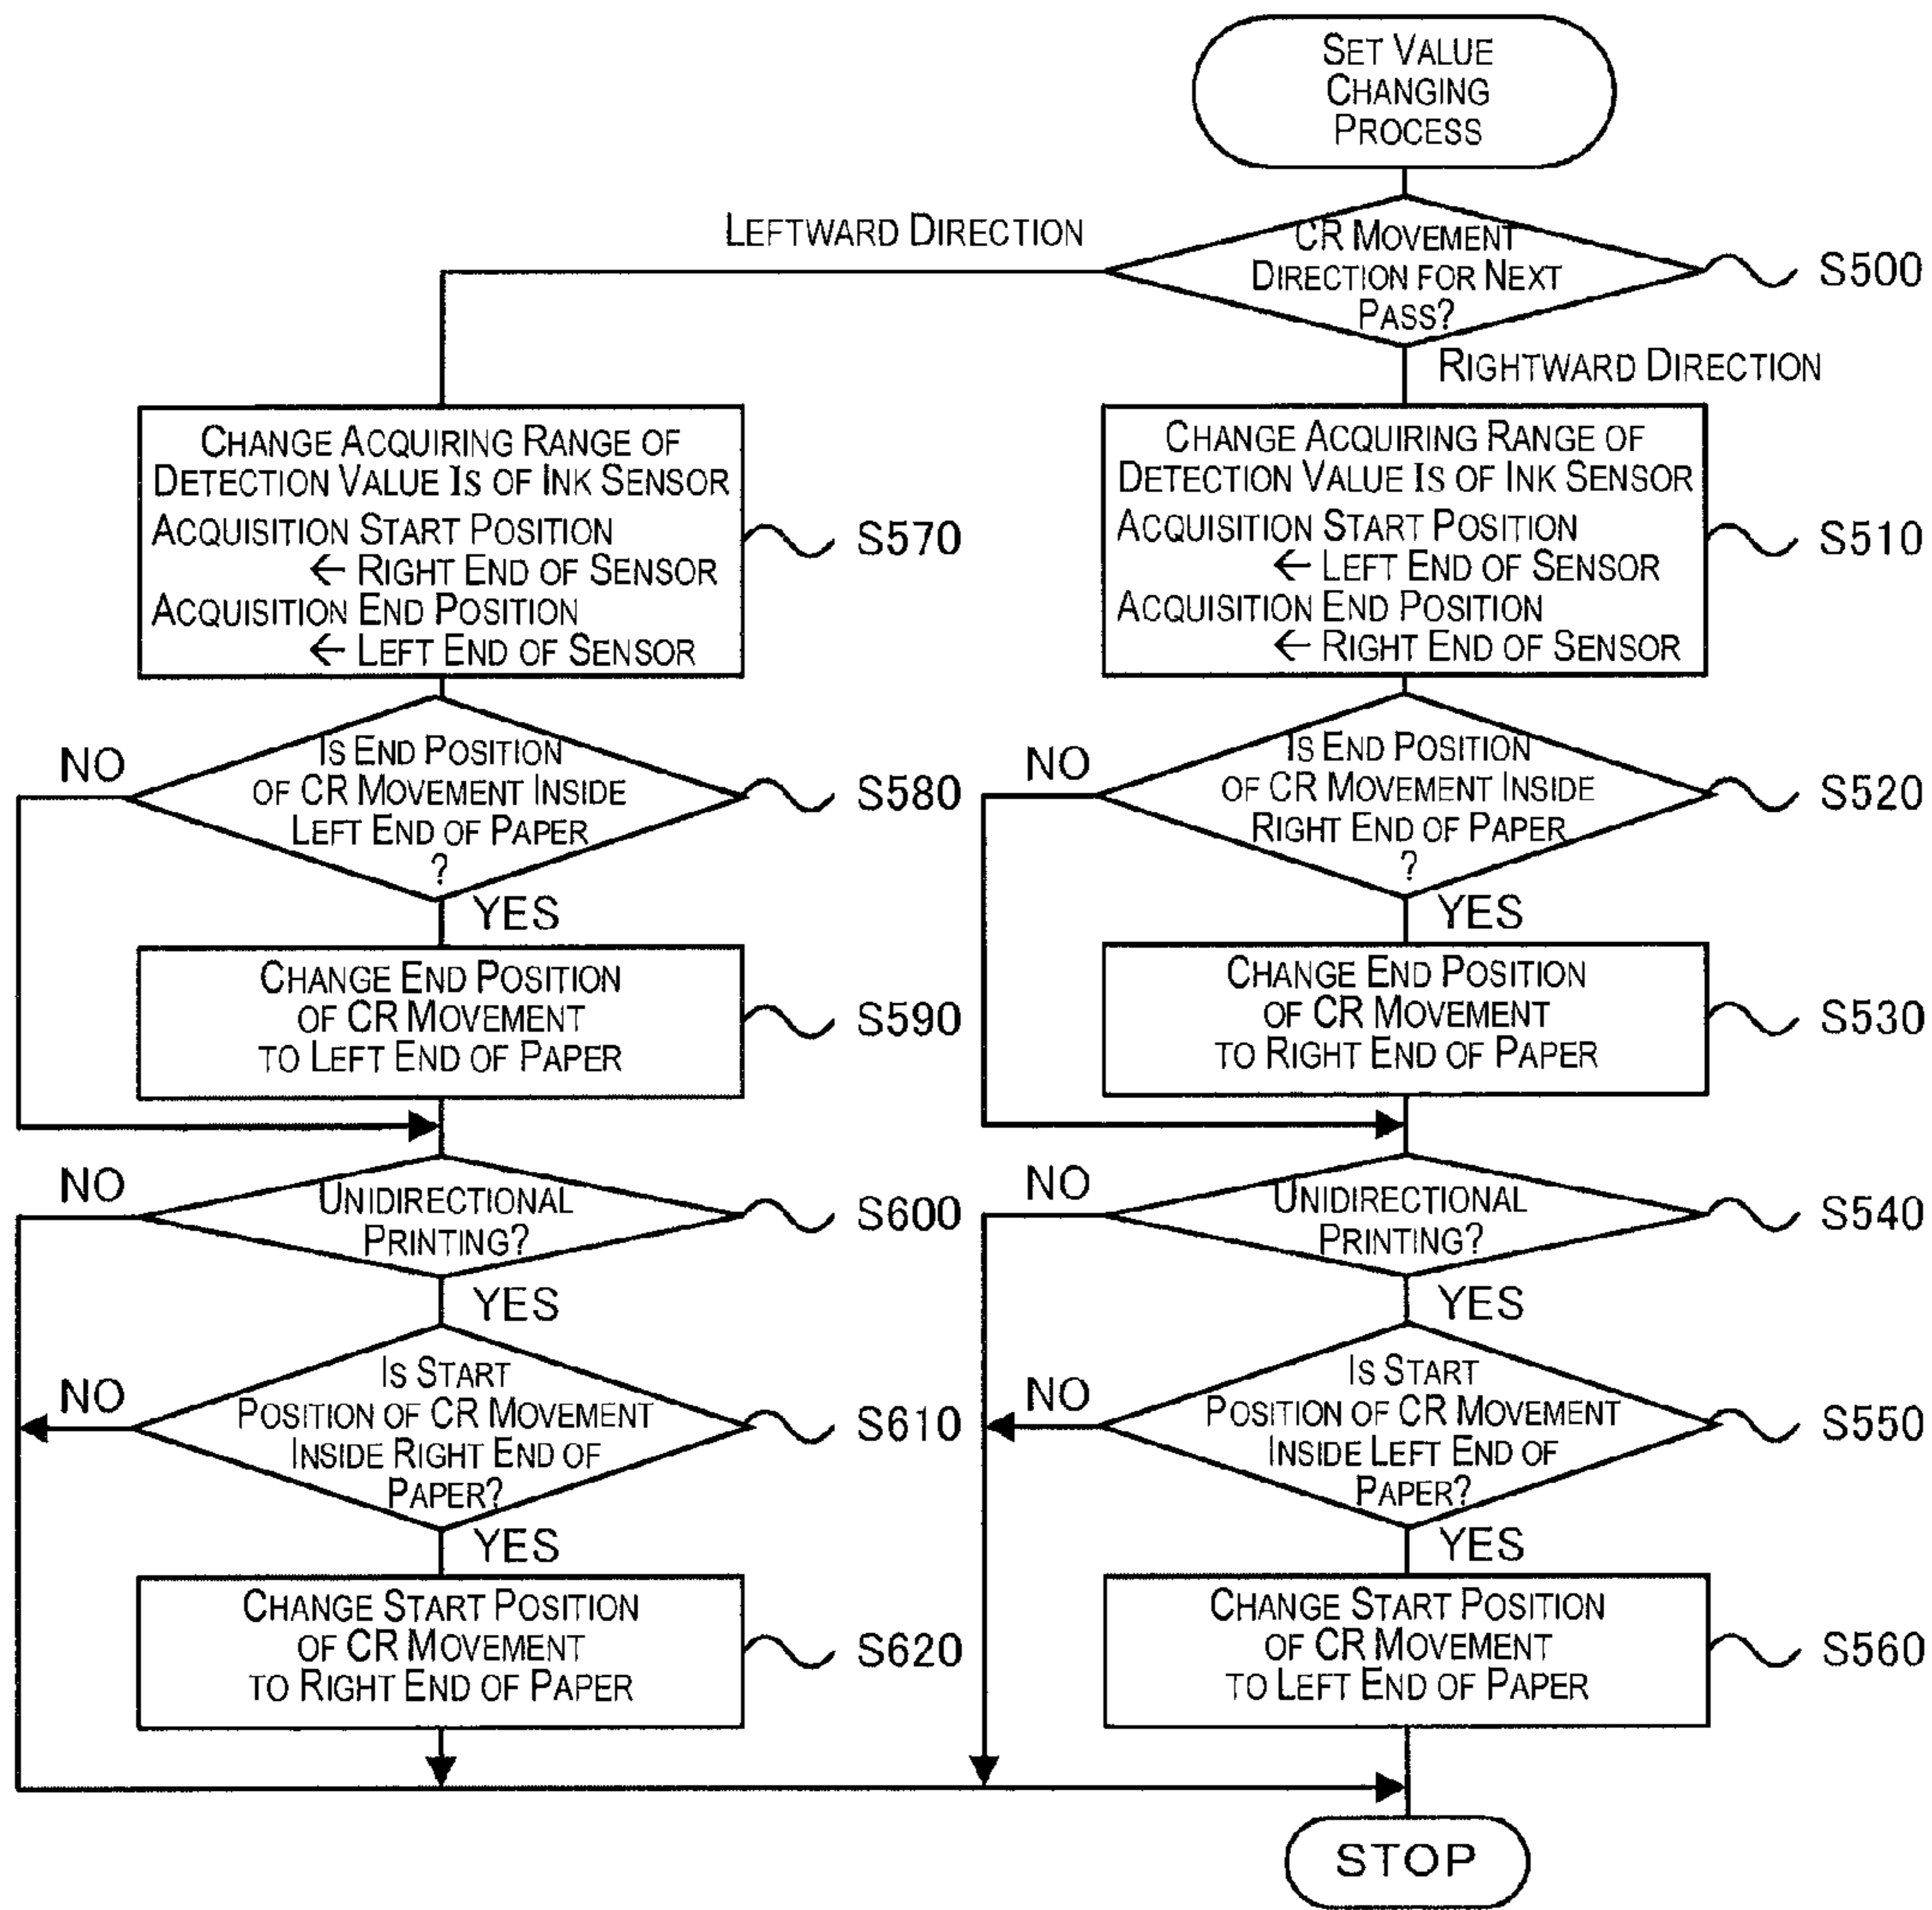 SET VALUE
CHANGING
PROCESS
LEFTWARD DIRECTION
CR MOVEMENT
DIRECTION FOR NEXT
PASS?
S500
RIGHTWARD DIRECTION
CHANGE ACQUIRING RANGE OF
DETECTION VALUE IS OF INK SENSOR
ACQUISITION START POSITION
← RIGHT END OF SENSOR
ACQUISITION END POSITION
← LEFT END OF SENSOR
S570
CHANGE ACQUIRING RANGE OF
DETECTION VALUE IS OF INK SENSOR
ACQUISITION START POSITION
← LEFT END OF SENSOR
ACQUISITION END POSITION
← RIGHT END OF SENSOR
S510
NO
IS END POSITION
OF CR MOVEMENT INSIDE
LEFT END OF PAPER
?
S580
YES
NO
IS END POSITION
OF CR MOVEMENT INSIDE
RIGHT END OF PAPER
?
S520
YES
CHANGE END POSITION
OF CR MOVEMENT
TO LEFT END OF PAPER
S590
CHANGE END POSITION
OF CR MOVEMENT
TO RIGHT END OF PAPER
S530
NO
UNIDIRECTIONAL
PRINTING?
S600
YES
NO
UNIDIRECTIONAL
PRINTING?
S540
YES
NO
IS START
POSITION OF CR MOVEMENT
INSIDE RIGHT END OF
PAPER?
S610
YES
NO
IS START
POSITION OF CR MOVEMENT
INSIDE LEFT END OF
PAPER?
S550
YES
CHANGE START POSITION
OF CR MOVEMENT
TO RIGHT END OF PAPER
S620
CHANGE START POSITION
OF CR MOVEMENT
TO LEFT END OF PAPER
S560
STOP